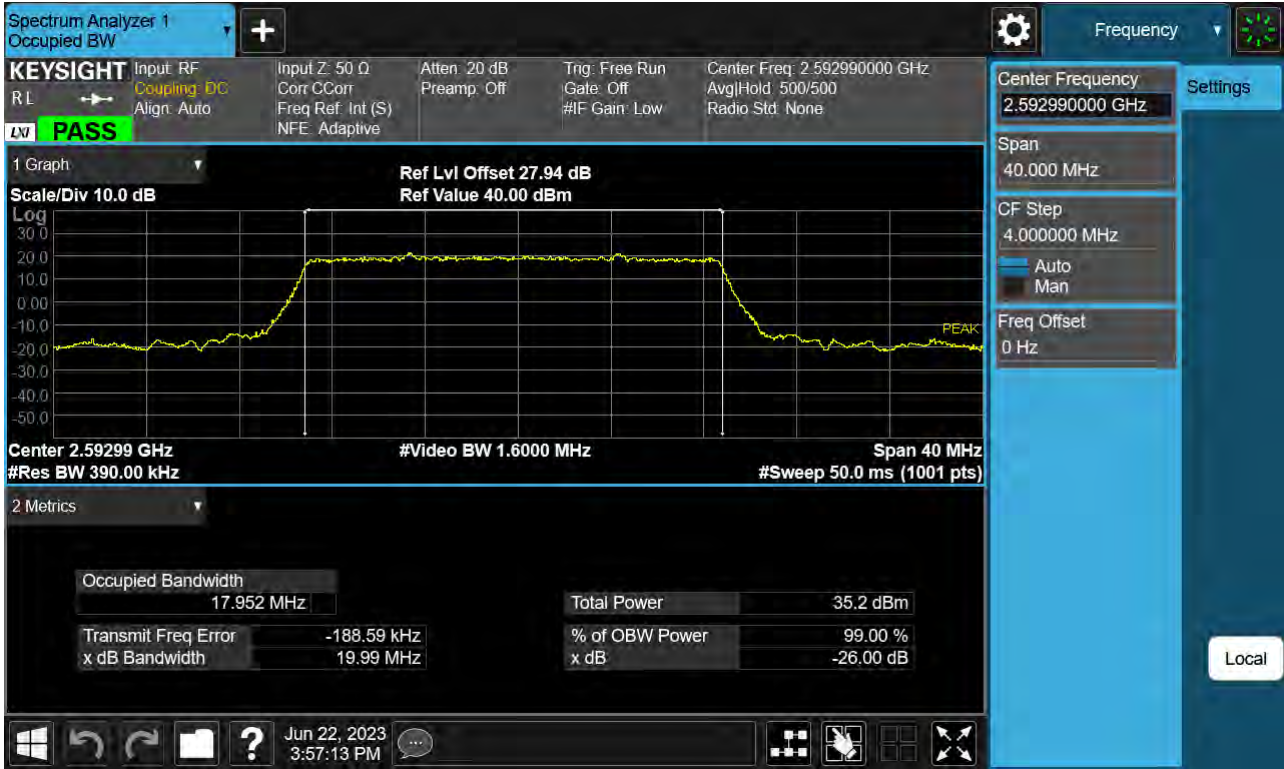 Spectrum Analyzer 1
Occupied BW
+
Frequency
KEYSIGHT
R L
LXI
PASS
Input: RF
Coupling: DC
Align: Auto
Input Z: 50 Ω
Corr CCorr
Freq Ref: Int (S)
NFE: Adaptive
Atten: 20 dB
Preamp: Off
Trig: Free Run
Gate: Off
#IF Gain: Low
Center Freq: 2.592990000 GHz
Avg|Hold: 500/500
Radio Std: None
1 Graph
Scale/Div 10.0 dB
Ref Lvl Offset 27.94 dB
Ref Value 40.00 dBm
Log
30.0
20.0
10.0
0.00
-10.0
-20.0
-30.0
-40.0
-50.0
PEAK
Center 2.59299 GHz
#Video BW 1.6000 MHz
Span 40 MHz
#Res BW 390.00 kHz
#Sweep 50.0 ms (1001 pts)
2 Metrics
Occupied Bandwidth
17.952 MHz
Transmit Freq Error -188.59 kHz
x dB Bandwidth 19.99 MHz
Total Power 35.2 dBm
% of OBW Power 99.00 %
x dB -26.00 dB
Center Frequency
2.592990000 GHz
Span
40.000 MHz
CF Step
4.000000 MHz
Auto
Man
Freq Offset
0 Hz
Settings
Local
?
Jun 22, 2023
3:57:13 PM